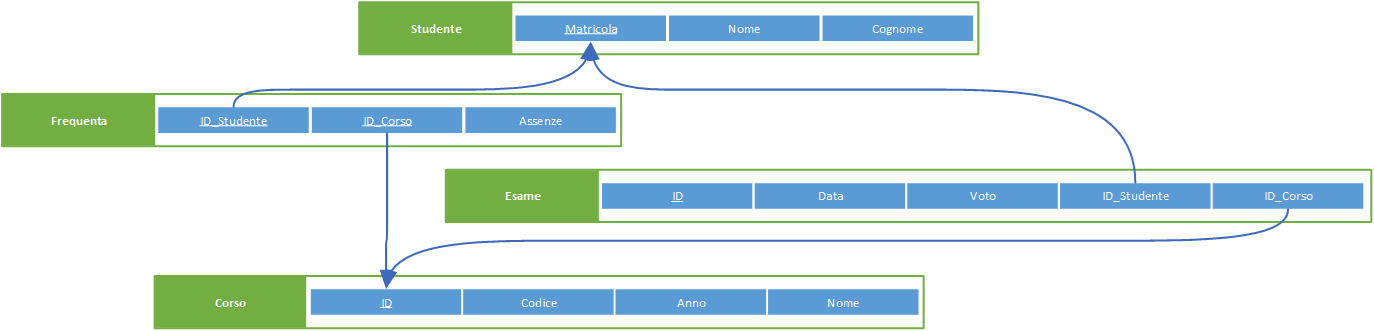 Studente Matricola Nome Cognome
Frequenta ID_Studente ID_Corso Assenze
Esame ID Data Voto ID_Studente ID_Corso
Corso ID Codice Anno Nome